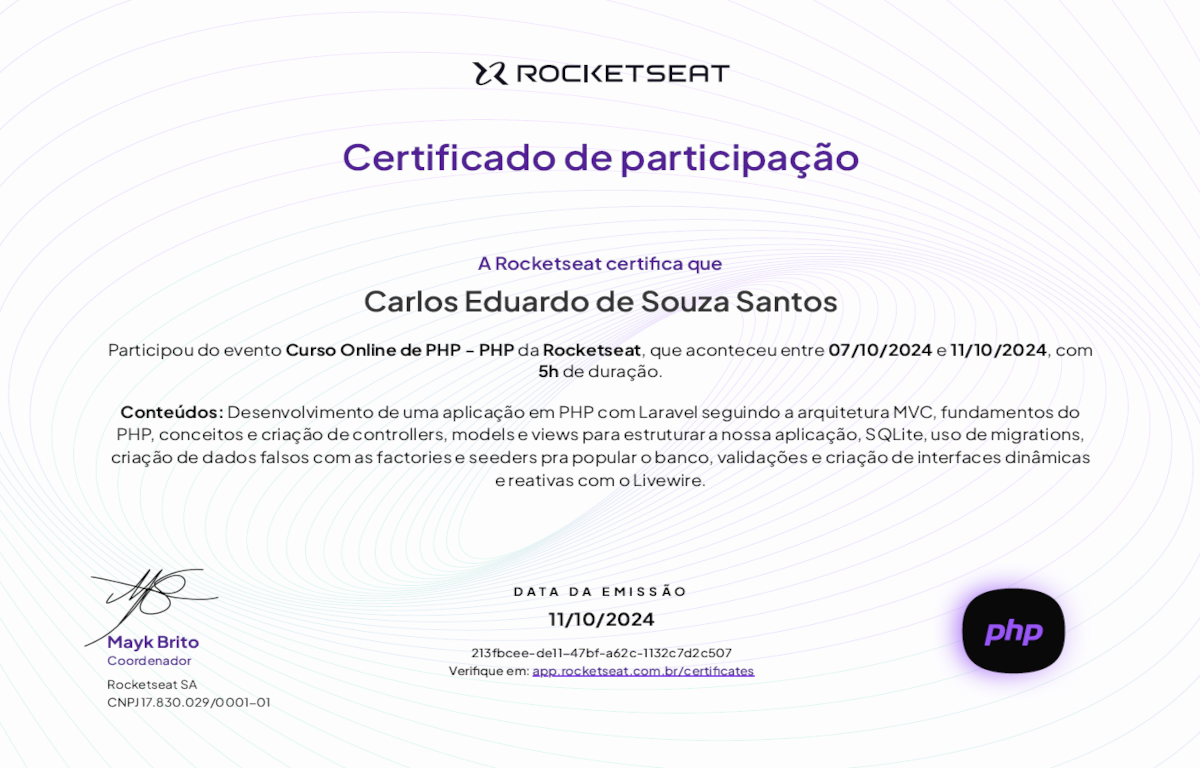 ROCKETSEAT
Certificado de participação
A Rocketseat certifica que
Carlos Eduardo de Souza Santos
Participou do evento Curso Online de PHP - PHP da Rocketseat, que aconteceu entre 07/10/2024 e 11/10/2024, com
5h de duração.
Conteúdos: Desenvolvimento de uma aplicação em PHP com Laravel seguindo a arquitetura MVC, fundamentos do
PHP, conceitos e criação de controllers, models e views para estruturar a nossa aplicação, SQLite, uso de migrations,
criação de dados falsos com as factories e seeders pra popular o banco, validações e criação de interfaces dinâmicas
e reativas com o Livewire.
Mayk Brito
Coordenador
Rocketseat SA
CNPJ 17.830.029/0001-01
DATA DA EMISSÃO
11/10/2024
213fbcee-de11-47bf-a62c-1132c7d2c507
Verifique em: app.rocketseat.com.br/certificates
php